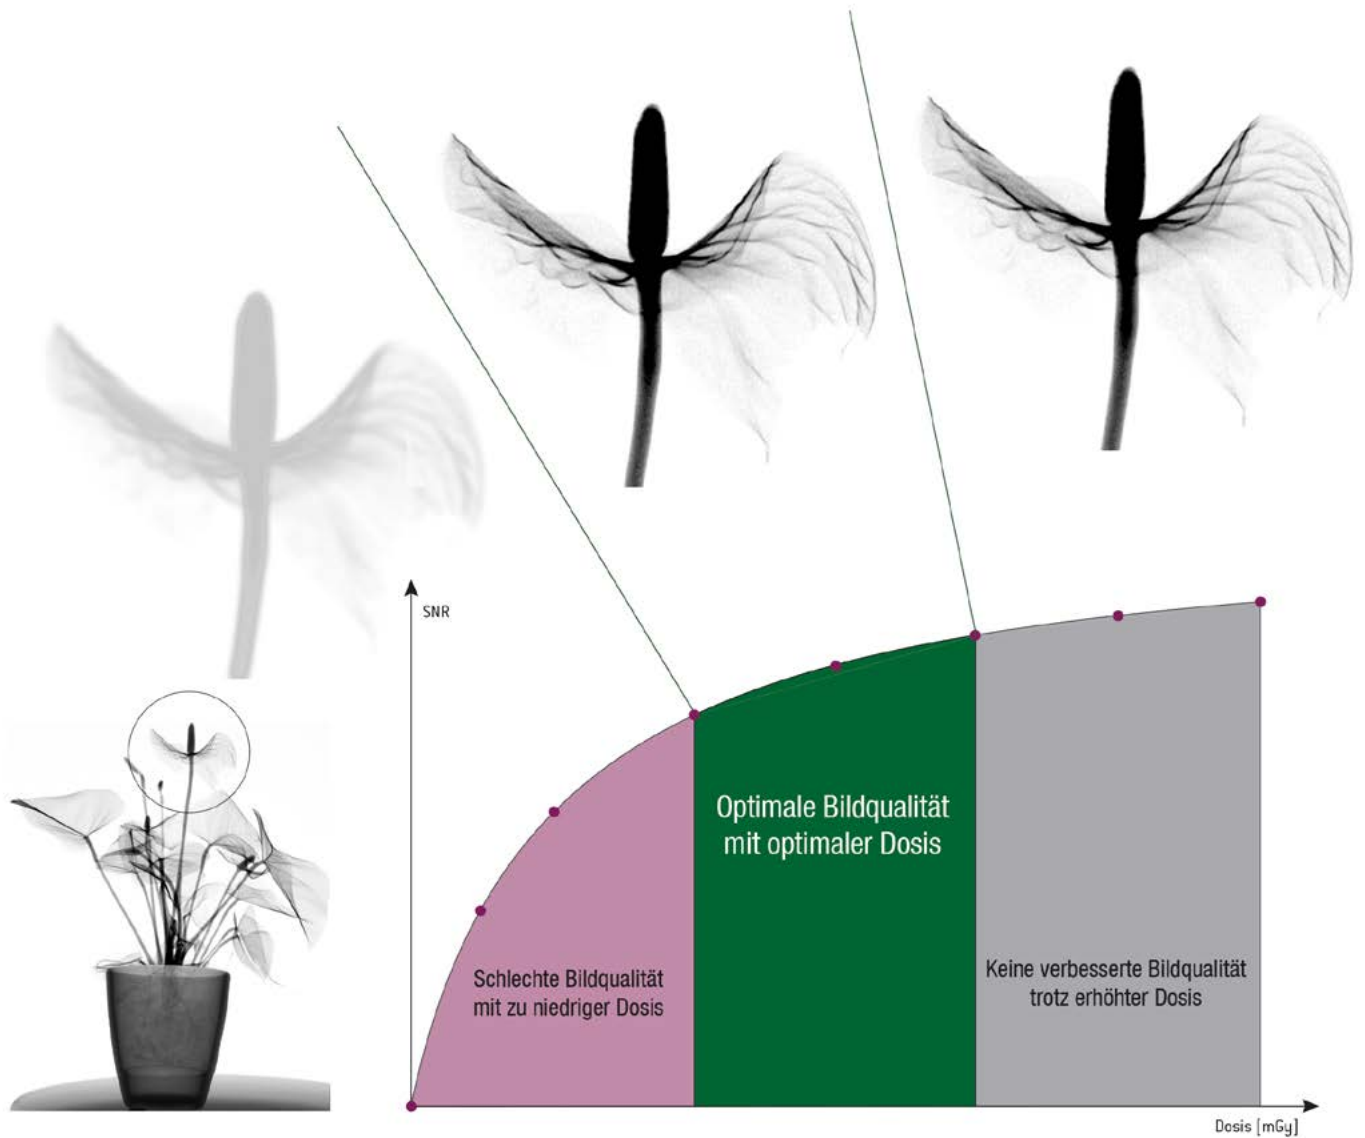 SNR
Optimale Bildqualität
mit optimaler Dosis
Schlechte Bildqualität
mit zu niedriger Dosis
Keine verbesserte Bildqualität
trotz erhöhter Dosis
Dosis [mGy]